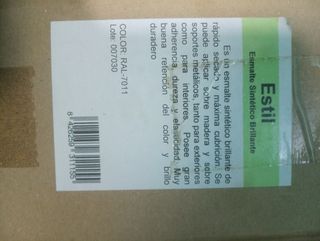 Estil
Esmalte Sintético Brillante
Es un esmalte sintético brillante de
rápido secado y máxima cubrición. Se
puede aplicar sobre madera y sobre
soportes metálicos, tanto para exteriores
como para interiores. Posee gran
adherencia, dureza y elasticidad. Muy
buena retención del color y brillo
duradero
COLOR: RAL-7011
Lote: 007030